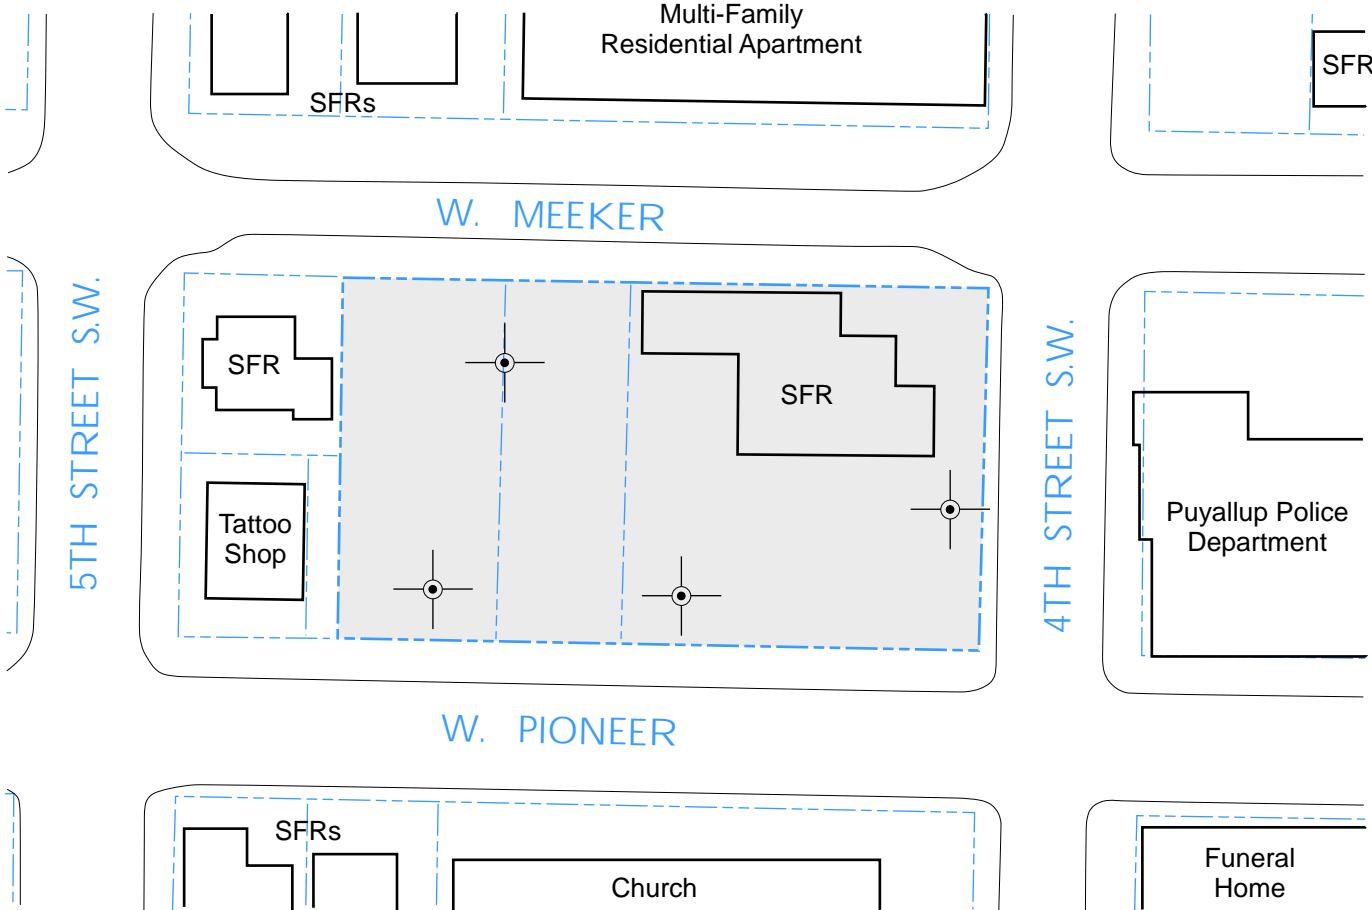 Multi-Family
Residential Apartment
SFRs
SFR
W. MEEKER
5TH STREET S.W.
SFR
SFR
4TH STREET S.W.
Tattoo
Shop
Puyallup Police
Department
W. PIONEER
SFRs
Church
Funeral
Home